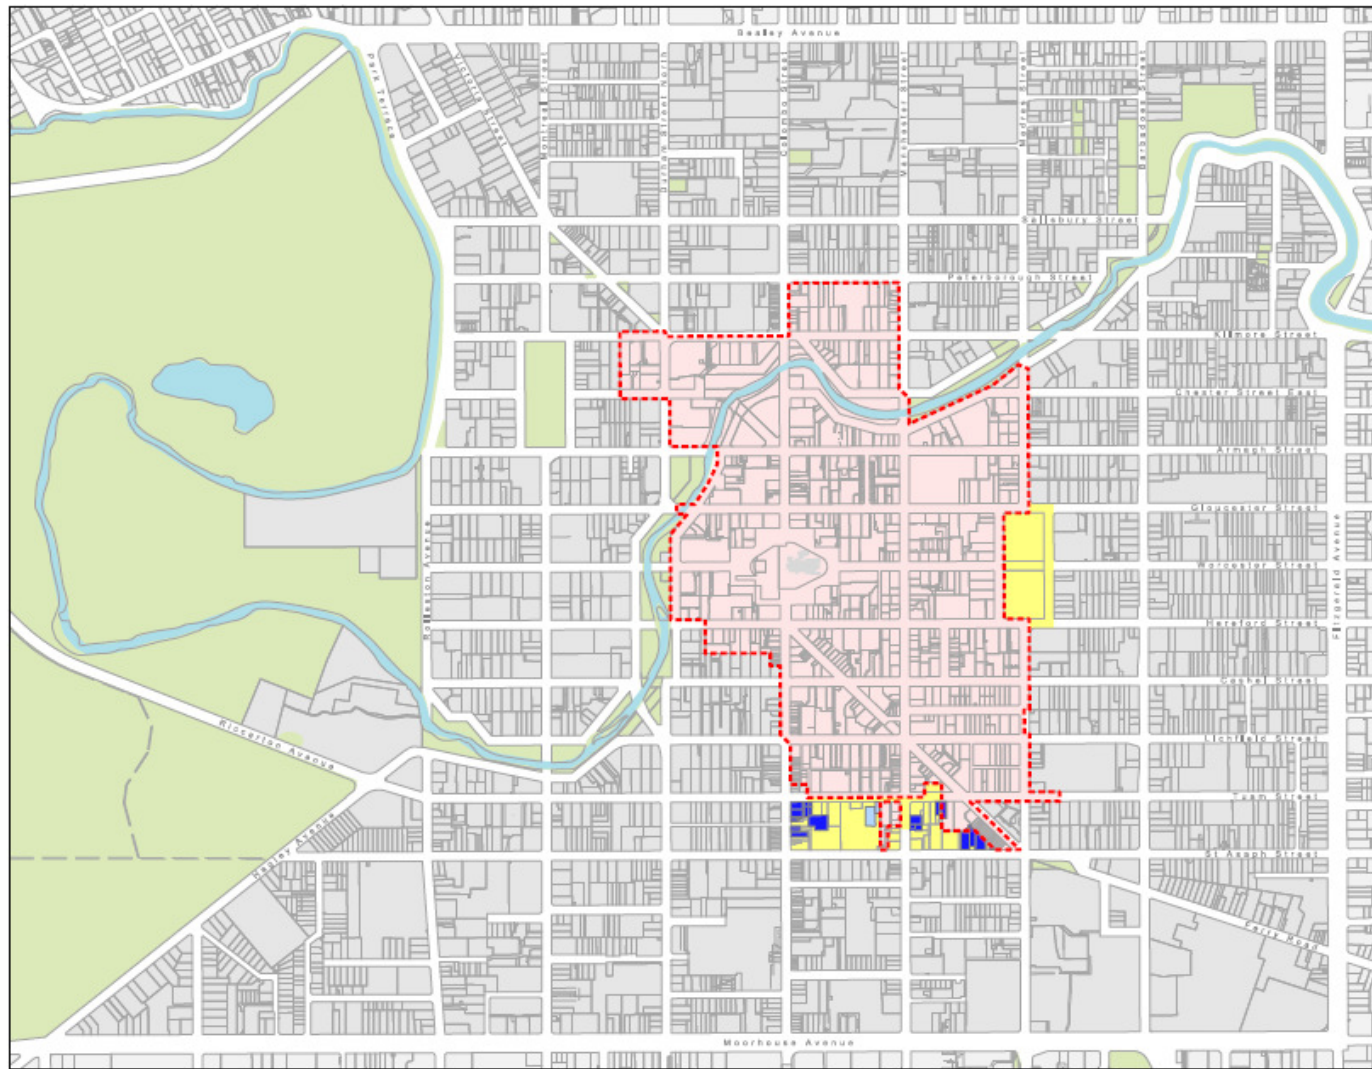 Bealey Avenue
Park Terrace
Victoria Street
Montreal Street
Durham Street North
Colombo Street
Manchester Street
Madras Street
Barbadoes Street
Salisbury Street
Peterborough Street
Kilmore Street
Chester Street East
Armagh Street
Gloucester Street
Rolleston Avenue
Fitzgerald Avenue
Worcester Street
Hereford Street
Cashel Street
Riccarton Avenue
Lichfield Street
Tuam Street
Hagley Avenue
St Asaph Street
Ferry Road
Moorhouse Avenue